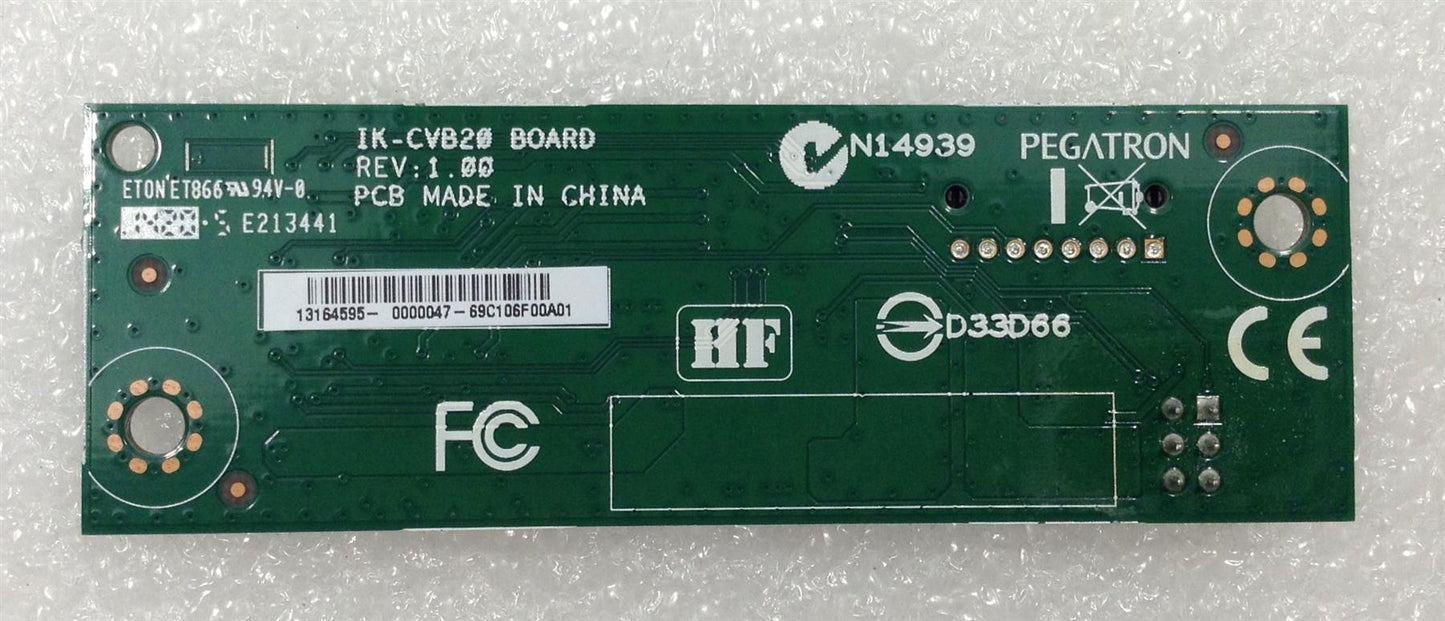 IK-CVB20 BOARD
REV:1.00
PCB MADE IN CHINA
ETON ET866 94V-0
E213441
N14939
PEGATRON
13164595- 0000047-69C106F00A01
HF
D33D66
CE
FC